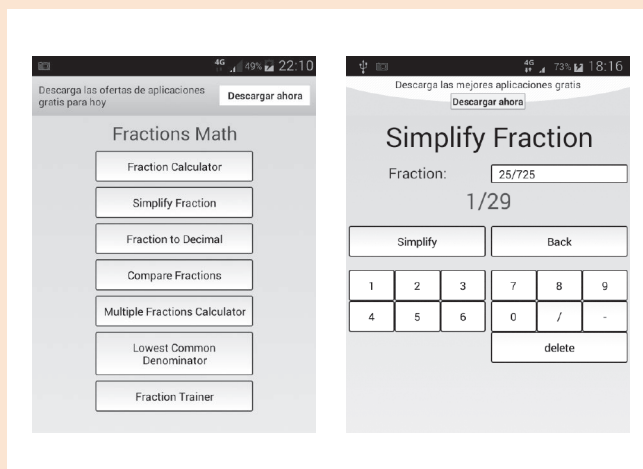 4G 49% 22:10
Descarga las ofertas de aplicaciones
gratis para hoy
Descargar ahora
Fractions Math
Fraction Calculator
Simplify Fraction
Fraction to Decimal
Compare Fractions
Multiple Fractions Calculator
Lowest Common
Denominator
Fraction Trainer
4G 73% 18:16
Descarga las mejores aplicaciones gratis
Descargar ahora
Simplify Fraction
Fraction: 25/725
1/29
Simplify Back
1 2 3 7 8 9
4 5 6 0 / -
delete